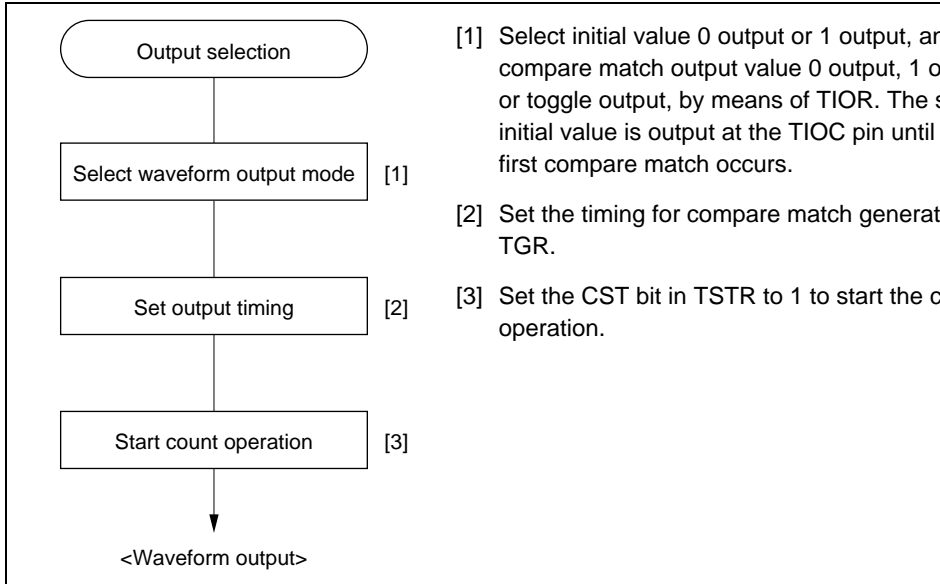 Output selection
Select waveform output mode [1]
Set output timing [2]
Start count operation [3]
<Waveform output>
[1] Select initial value 0 output or 1 output, 
compare match output value 0 output, 1
or toggle output, by means of TIOR. The
initial value is output at the TIOC pin until
first compare match occurs.
[2] Set the timing for compare match
TGR.
[3] Set the CST bit in TSTR to 1 to start the
operation.